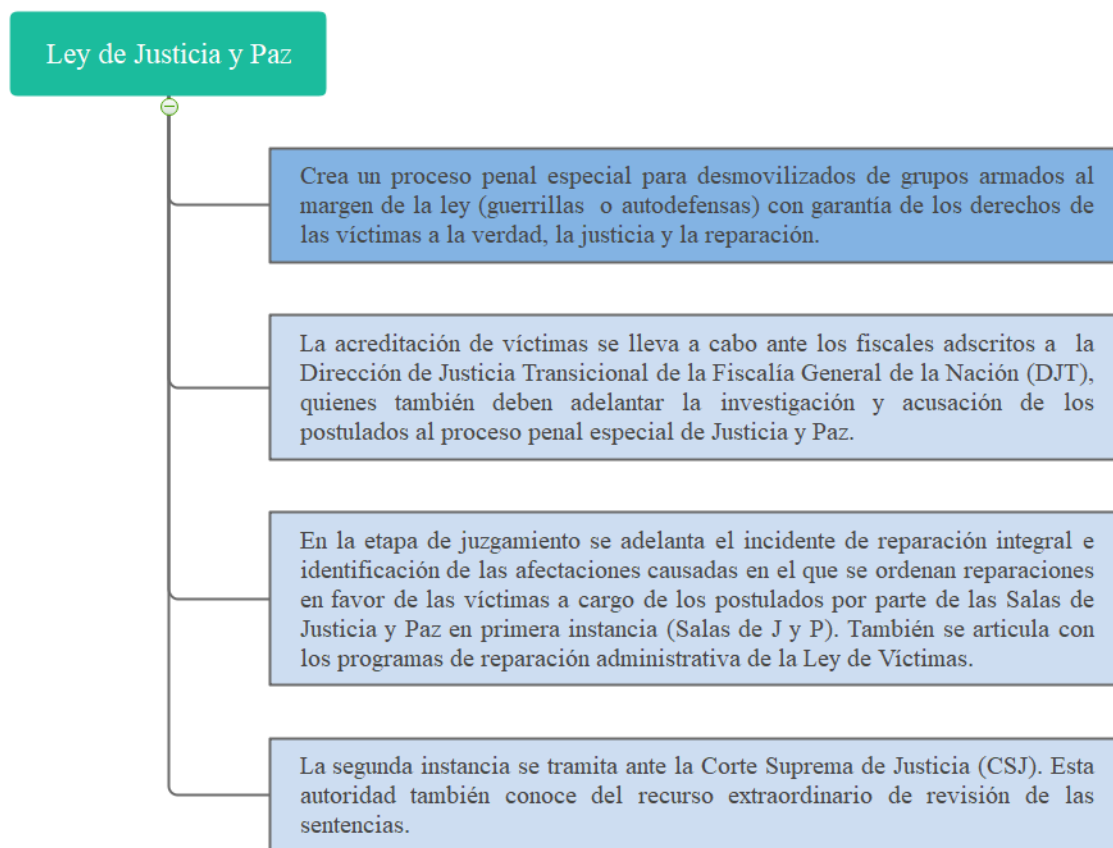 Ley de Justicia y Paz
Crea un proceso penal especial para desmovilizados de grupos armados al
margen de la ley (guerrillas o autodefensas) con garantía de los derechos de
las víctimas a la verdad, la justicia y la reparación.
La acreditación de víctimas se lleva a cabo ante los fiscales adscritos a la
Dirección de Justicia Transicional de la Fiscalía General de la Nación (DJT),
quienes también deben adelantar la investigación y acusación de los
postulados al proceso penal especial de Justicia y Paz.
En la etapa de juzgamiento se adelanta el incidente de reparación integral e
identificación de las afectaciones causadas en el que se ordenan reparaciones
en favor de las víctimas a cargo de los postulados por parte de las Salas de
Justicia y Paz en primera instancia (Salas de J y P). También se articula con
los programas de reparación administrativa de la Ley de Víctimas.
La segunda instancia se tramita ante la Corte Suprema de Justicia (CSJ). Esta
autoridad también conoce del recurso extraordinario de revisión de las
sentencias.